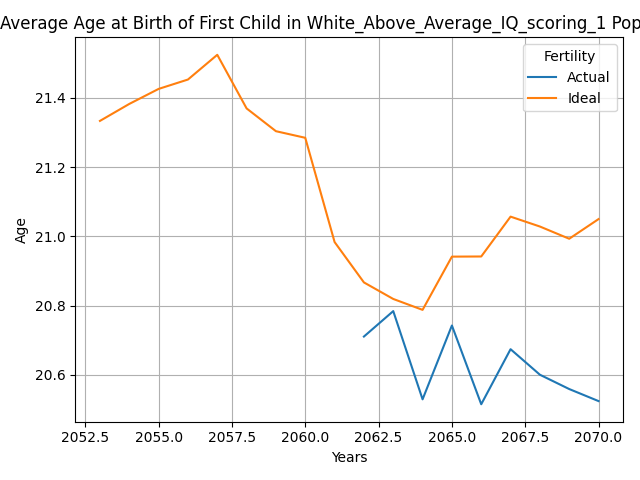 Average Age at Birth of First Child in White_Above_Average_IQ_scoring_1 Pop
Fertility
Actual
Ideal
21.4
21.2
21.0
20.8
20.6
Age
2052.5 2055.0 2057.5 2060.0 2062.5 2065.0 2067.5 2070.0
Years